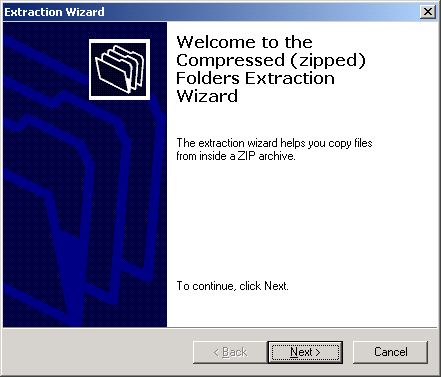 Extraction Wizard
Welcome to the
Compressed (zipped)
Folders Extraction
Wizard
The extraction wizard helps you copy files
from inside a ZIP archive.
To continue, click Next.
< Back
Next >
Cancel